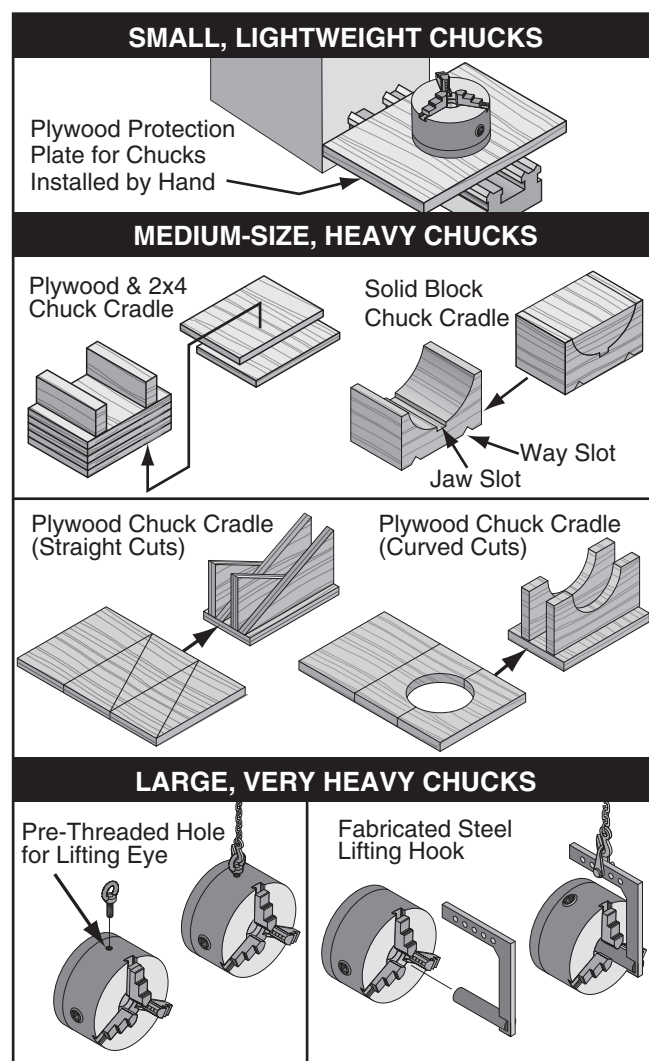 SMALL, LIGHTWEIGHT CHUCKS
Plywood Protection
Plate for Chucks
Installed by Hand
MEDIUM-SIZE, HEAVY CHUCKS
Plywood & 2x4
Chuck Cradle
Solid Block
Chuck Cradle
Way Slot
Jaw Slot
Plywood Chuck Cradle
(Straight Cuts)
Plywood Chuck Cradle
(Curved Cuts)
LARGE, VERY HEAVY CHUCKS
Pre-Threaded Hole
for Lifting Eye
Fabricated Steel
Lifting Hook